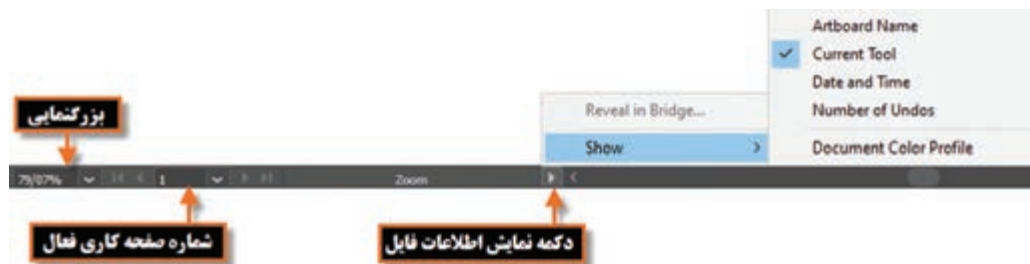 Artboard Name
Current Tool
Date and Time
Number of Undos
Document Color Profile
Reveal in Bridge...
Show
بزرگنمایی
79/07%
1
Zoom
شماره صفحه کاری فعال
دکمه نمایش اطلاعات فایل